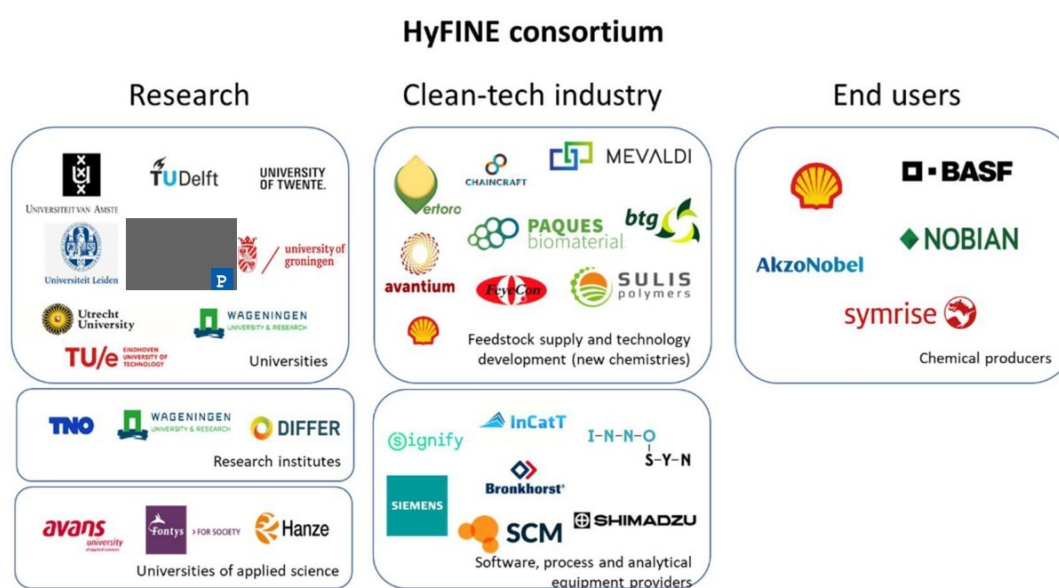 HyFINE consortium
Research
Clean-tech industry
End users
UNIVERSITEIT VAN AMSTE
TUDelft
UNIVERSITY
OF TWENTE.
Universiteit Leiden
P
university of
groningen
Utrecht
University
WAGENINGEN
UNIVERSITY & RESEARCH
TU/e
EINDHOVEN
UNIVERSITY OF
TECHNOLOGY
Universities
TNO
WAGENINGEN
UNIVERSITY & RESEARCH
DIFFER
Research institutes
avans
university
of applied sciences
Fontys
> FOR SOCIETY
Hanze
Universities of applied science
ertoro
CHAINCRAFT
MEVALDI
PAQUES
biomaterial
btg
avantium
FeyeCon
SULIS
polymers
Feedstock supply and technology
development (new chemistries)
Signify
InCatT
I-N-N-O
S-Y-N
SIEMENS
Bronkhorst®
SCM
SHIMADZU
Software, process and analytical
equipment providers
BASF
AkzoNobel
NOBIAN
symrise
Chemical producers